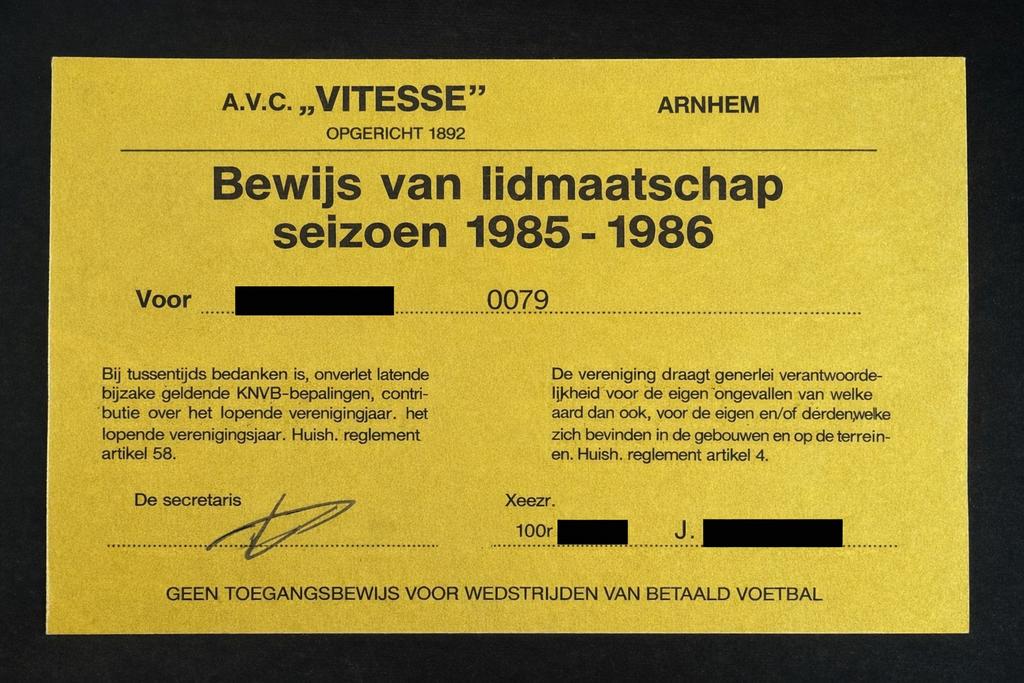 A.V.C. „VITESSE” ARNHEM
OPGERICHT 1892
Bewijs van lidmaatschap
seizoen 1985 - 1986
Voor 0079
Bij tussentijds bedanken is, onverlet latende
bijzake geldende KNVB-bepalingen, contri-
butie over het lopende verenigingjaar. het
lopende verenigingsjaar. Huish. reglement
artikel 58.
De vereniging draagt generlei verantwoorde-
lijkheid voor de eigen ongevallen van welke
aard dan ook, voor de eigen en/of derden,welke
zich bevinden in de gebouwen en op de terrein-
en. Huish. reglement artikel 4.
De secretaris
Xeezr.
100r J.
GEEN TOEGANGSBEWIJS VOOR WEDSTRIJDEN VAN BETAALD VOETBAL